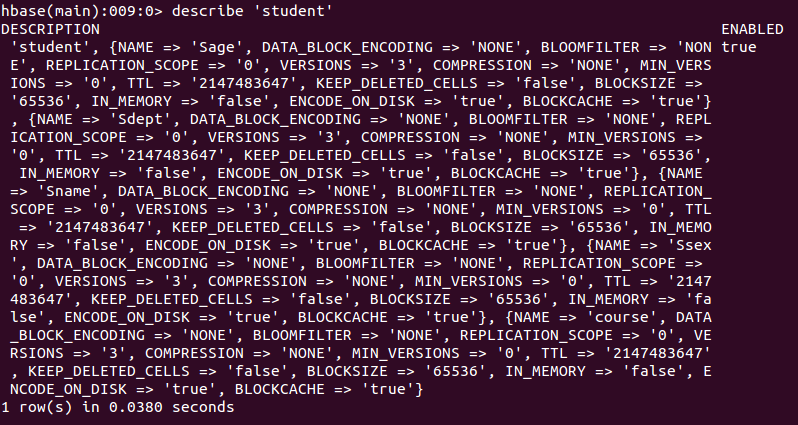 hbase(main):009:0> describe 'student'
DESCRIPTION ENABLED
'student', {NAME => 'Sage', DATA_BLOCK_ENCODING => 'NONE', BLOOMFILTER => 'NON true
E', REPLICATION_SCOPE => '0', VERSIONS => '3', COMPRESSION => 'NONE', MIN_VERS
IONS => '0', TTL => '2147483647', KEEP_DELETED_CELLS => 'false', BLOCKSIZE =>
'65536', IN_MEMORY => 'false', ENCODE_ON_DISK => 'true', BLOCKCACHE => 'true'}
, {NAME => 'Sdept', DATA_BLOCK_ENCODING => 'NONE', BLOOMFILTER => 'NONE', REPL
ICATION_SCOPE => '0', VERSIONS => '3', COMPRESSION => 'NONE', MIN_VERSIONS =>
'0', TTL => '2147483647', KEEP_DELETED_CELLS => 'false', BLOCKSIZE => '65536',
IN_MEMORY => 'false', ENCODE_ON_DISK => 'true', BLOCKCACHE => 'true'}, {NAME
=> 'Sname', DATA_BLOCK_ENCODING => 'NONE', BLOOMFILTER => 'NONE', REPLICATION_
SCOPE => '0', VERSIONS => '3', COMPRESSION => 'NONE', MIN_VERSIONS => '0', TTL
=> '2147483647', KEEP_DELETED_CELLS => 'false', BLOCKSIZE => '65536', IN_MEMO
RY => 'false', ENCODE_ON_DISK => 'true', BLOCKCACHE => 'true'}, {NAME => 'Ssex
', DATA_BLOCK_ENCODING => 'NONE', BLOOMFILTER => 'NONE', REPLICATION_SCOPE =>
'0', VERSIONS => '3', COMPRESSION => 'NONE', MIN_VERSIONS => '0', TTL => '2147
483647', KEEP_DELETED_CELLS => 'false', BLOCKSIZE => '65536', IN_MEMORY => 'fa
lse', ENCODE_ON_DISK => 'true', BLOCKCACHE => 'true'}, {NAME => 'course', DATA
_BLOCK_ENCODING => 'NONE', BLOOMFILTER => 'NONE', REPLICATION_SCOPE => '0', VE
RSIONS => '3', COMPRESSION => 'NONE', MIN_VERSIONS => '0', TTL => '2147483647'
, KEEP_DELETED_CELLS => 'false', BLOCKSIZE => '65536', IN_MEMORY => 'false', E
NCODE_ON_DISK => 'true', BLOCKCACHE => 'true'}
1 row(s) in 0.0380 seconds